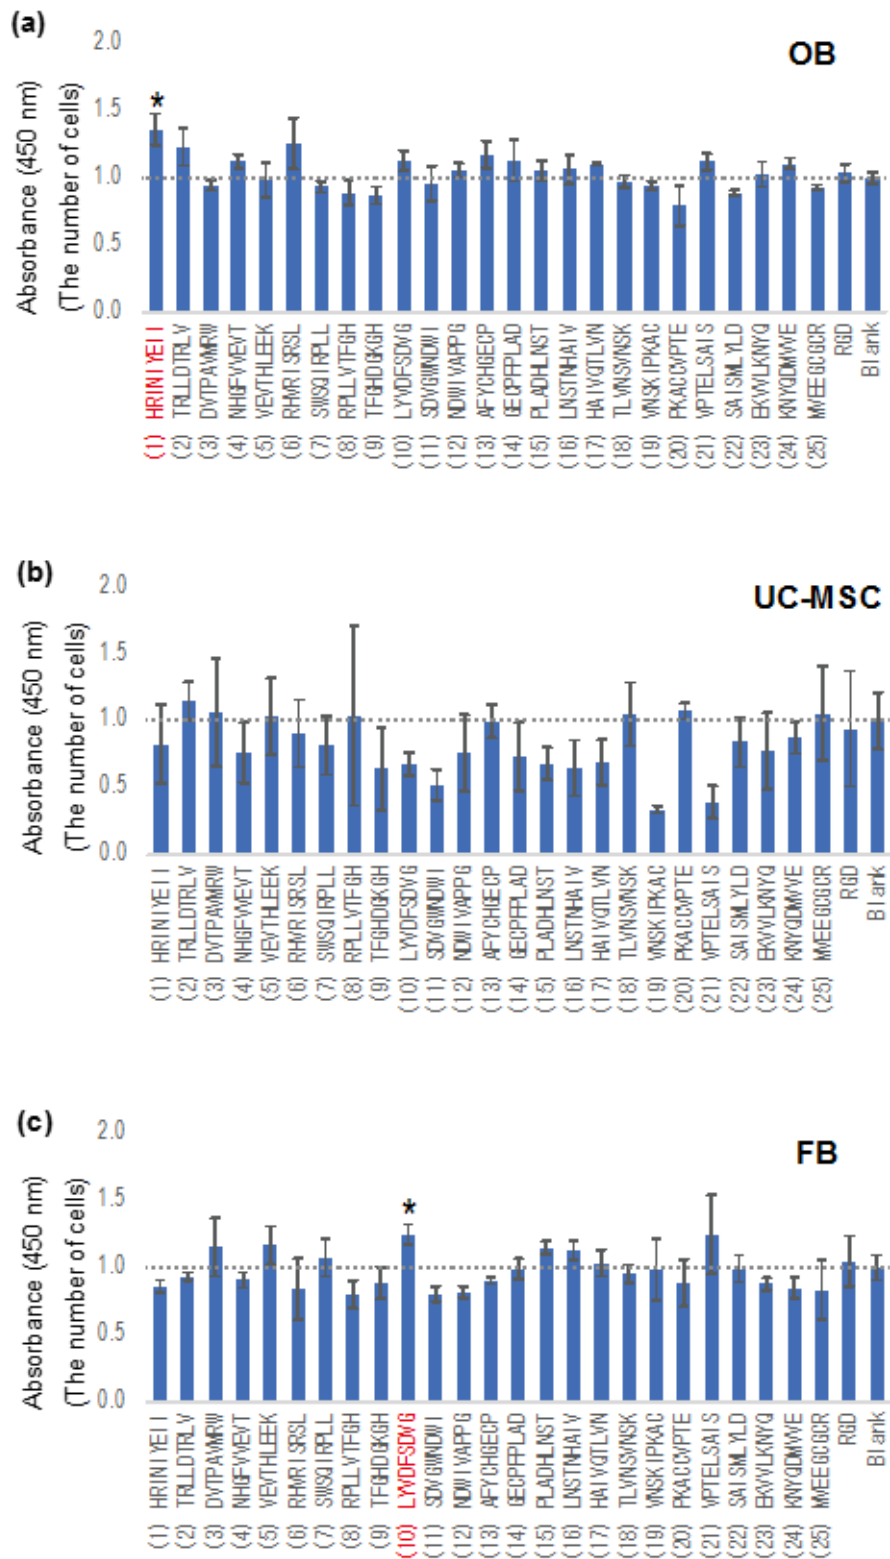 (a)
OB
Absorbance (450 nm)
(The number of cells)
2.0
1.5
1.0
0.5
0.0
*
(1) HRINIYEII
(2) TRLLDTRLV
(3) DVTPAVMRW
(4) NHGFVVEVT
(5) VEVTHLEEK
(6) RHVRISRSL
(7) SWSQIRPLL
(8) RPLLVTFGH
(9) TFGHDGKGH
(10) LYVDFSDVG
(11) SDVGWNDWI
(12) NDWIVAPPG
(13) AFYCHGECP
(14) GECPFPLAD
(15) PLADHLNST
(16) LNSTNHAIV
(17) HAIVQTLVN
(18) TLVNSVNSK
(19) VNSKIPKAC
(20) PKACCVPTE
(21) VPTELSAIS
(22) SAISMLYLD
(23) EKVVLKNYQ
(24) KNYQDMVVE
(25) MVVEGCGCR
RGD
Blank
(b)
UC-MSC
Absorbance (450 nm)
(The number of cells)
2.0
1.5
1.0
0.5
0.0
(1) HRINIYEII
(2) TRLLDTRLV
(3) DVTPAVMRW
(4) NHGFVVEVT
(5) VEVTHLEEK
(6) RHVRISRSL
(7) SWSQIRPLL
(8) RPLLVTFGH
(9) TFGHDGKGH
(10) LYVDFSDVG
(11) SDVGWNDWI
(12) NDWIVAPPG
(13) AFYCHGECP
(14) GECPFPLAD
(15) PLADHLNST
(16) LNSTNHAIV
(17) HAIVQTLVN
(18) TLVNSVNSK
(19) VNSKIPKAC
(20) PKACCVPTE
(21) VPTELSAIS
(22) SAISMLYLD
(23) EKVVLKNYQ
(24) KNYQDMVVE
(25) MVVEGCGCR
RGD
Blank
(c)
FB
Absorbance (450 nm)
(The number of cells)
2.0
1.5
1.0
0.5
0.0
*
(1) HRINIYEII
(2) TRLLDTRLV
(3) DVTPAVMRW
(4) NHGFVVEVT
(5) VEVTHLEEK
(6) RHVRISRSL
(7) SWSQIRPLL
(8) RPLLVTFGH
(9) TFGHDGKGH
(10) LYVDFSDVG
(11) SDVGWNDWI
(12) NDWIVAPPG
(13) AFYCHGECP
(14) GECPFPLAD
(15) PLADHLNST
(16) LNSTNHAIV
(17) HAIVQTLVN
(18) TLVNSVNSK
(19) VNSKIPKAC
(20) PKACCVPTE
(21) VPTELSAIS
(22) SAISMLYLD
(23) EKVVLKNYQ
(24) KNYQDMVVE
(25) MVVEGCGCR
RGD
Blank